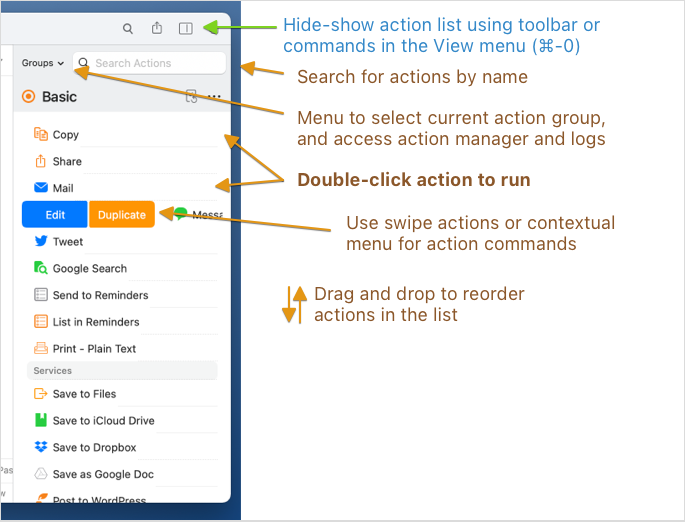 Hide-show action list using toolbar or
commands in the View menu (⌘-0)
Groups
Search Actions
Search for actions by name
Basic
Menu to select current action group,
and access action manager and logs
Copy
Share
Double-click action to run
Mail
Edit
Duplicate
Use swipe actions or contextual
menu for action commands
Tweet
Google Search
Send to Reminders
Drag and drop to reorder
actions in the list
List in Reminders
Print - Plain Text
Services
Save to Files
Save to iCloud Drive
Save to Dropbox
Save as Google Doc
Post to WordPress